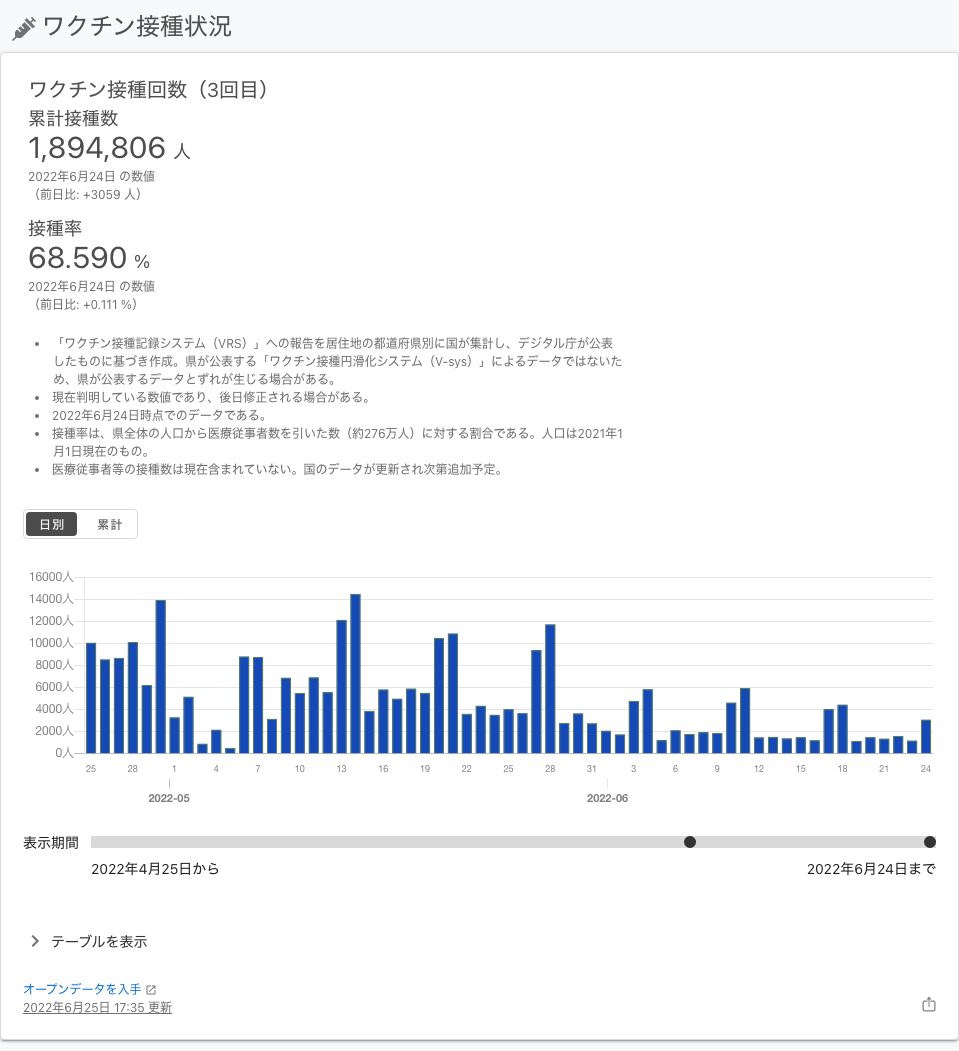 ワクチン接種状況
ワクチン接種回数（3回目）
累計接種数
1,894,806 人
2022年6月24日 の数値
（前日比: +3059 人）
接種率
68.590 %
2022年6月24日 の数値
（前日比: +0.111 %）
• 「ワクチン接種記録システム（VRS）」への報告を居住地の都道府県別に国が集計し、デジタル庁が公表
したものに基づき作成。県が公表する「ワクチン接種円滑化システム（V-sys）」によるデータではないた
め、県が公表するデータとずれが生じる場合がある。
• 現在判明している数値であり、後日修正される場合がある。
• 2022年6月24日時点でのデータである。
• 接種率は、県全体の人口から医療従事者数を引いた数（約276万人）に対する割合である。人口は2021年1
月1日現在のもの。
• 医療従事者等の接種数は現在含まれていない。国のデータが更新され次第追加予定。
日別 累計
16000人
14000人
12000人
10000人
8000人
6000人
4000人
2000人
0人
25 28 1 4 7 10 13 16 19 22 25 28 31 3 6 9 12 15 18 21 24
2022-05 2022-06
表示期間
2022年4月25日から 2022年6月24日まで
テーブルを表示
オープンデータを入手
2022年6月25日 17:35 更新